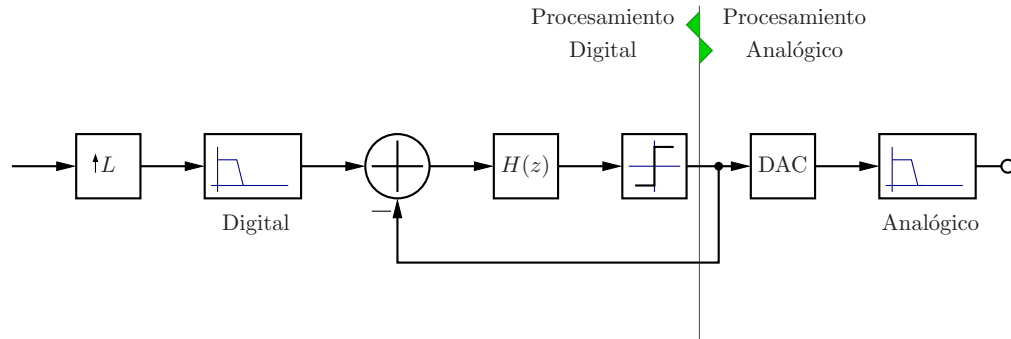 Procesamiento
Digital
Procesamiento
Analógico
↑L
Digital
−
H(z)
DAC
Analógico